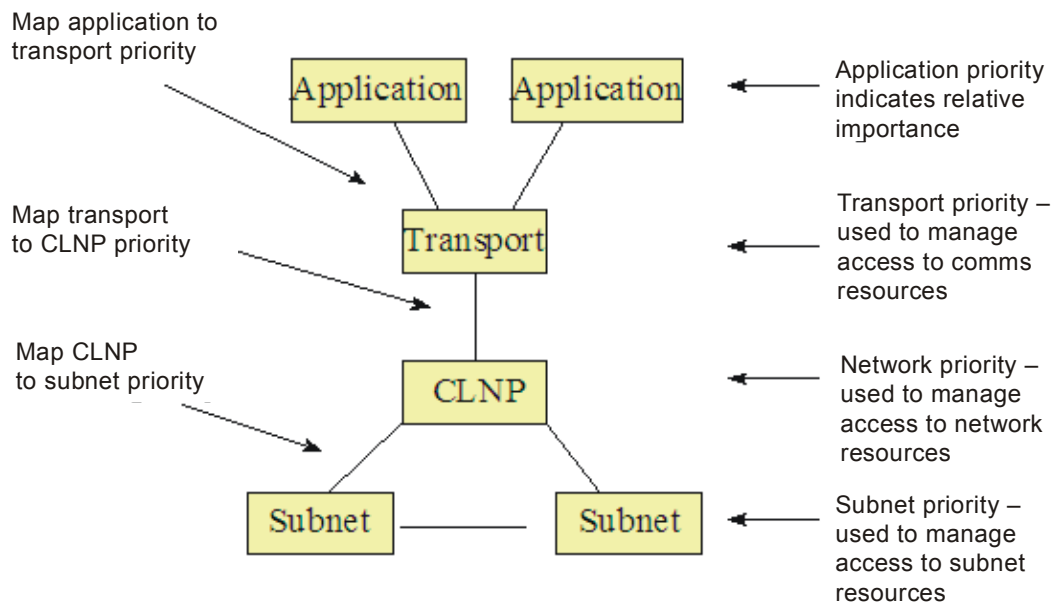 Map application to
transport priority
Application
Application
Application priority
indicates relative
importance
Map transport
to CLNP priority
Transport
Transport priority –
used to manage
access to comms
resources
Map CLNP
to subnet priority
CLNP
Network priority –
used to manage
access to network
resources
Subnet
Subnet
Subnet priority –
used to manage
access to subnet
resources